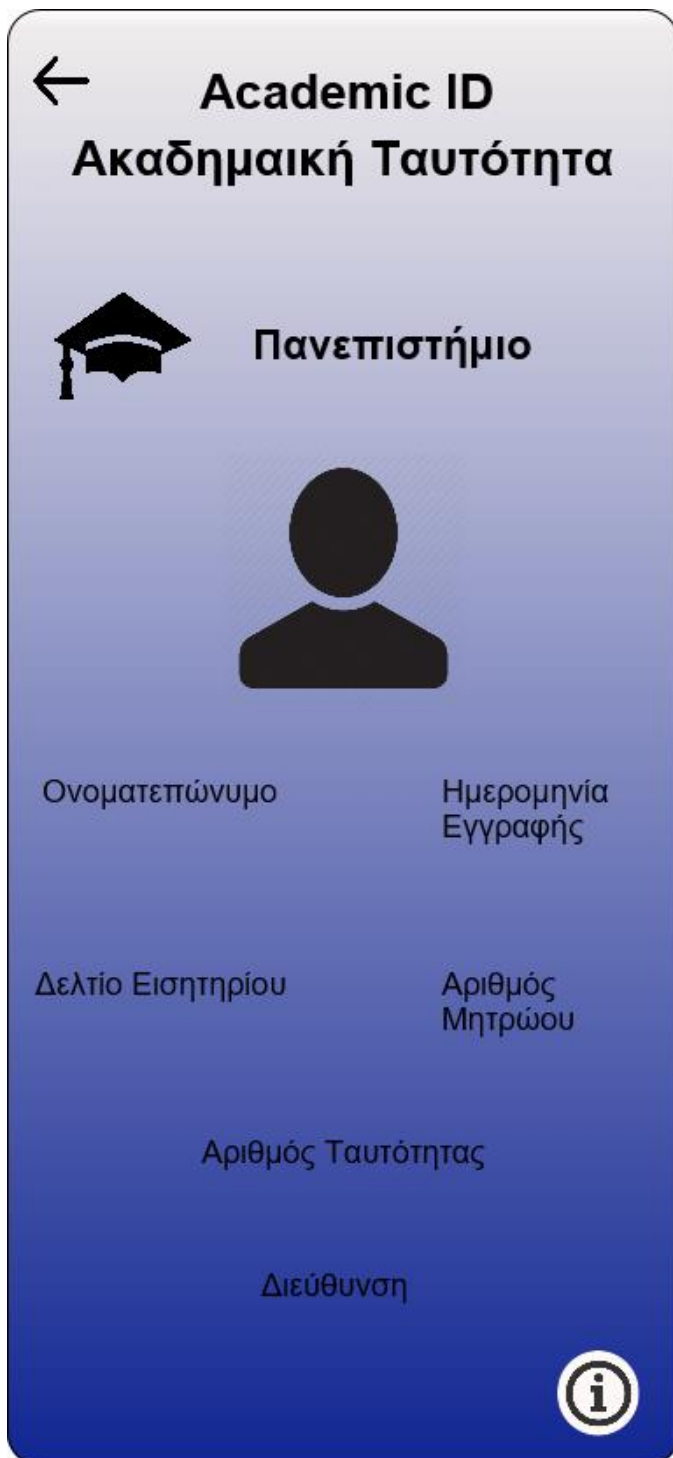 Academic ID
Ακαδημαική Ταυτότητα
Πανεπιστήμιο
Ονοματεπώνυμο
Ημερομηνία
Εγγραφής
Δελτίο Εισητηρίου
Αριθμός
Μητρώου
Αριθμός Ταυτότητας
Διεύθυνση